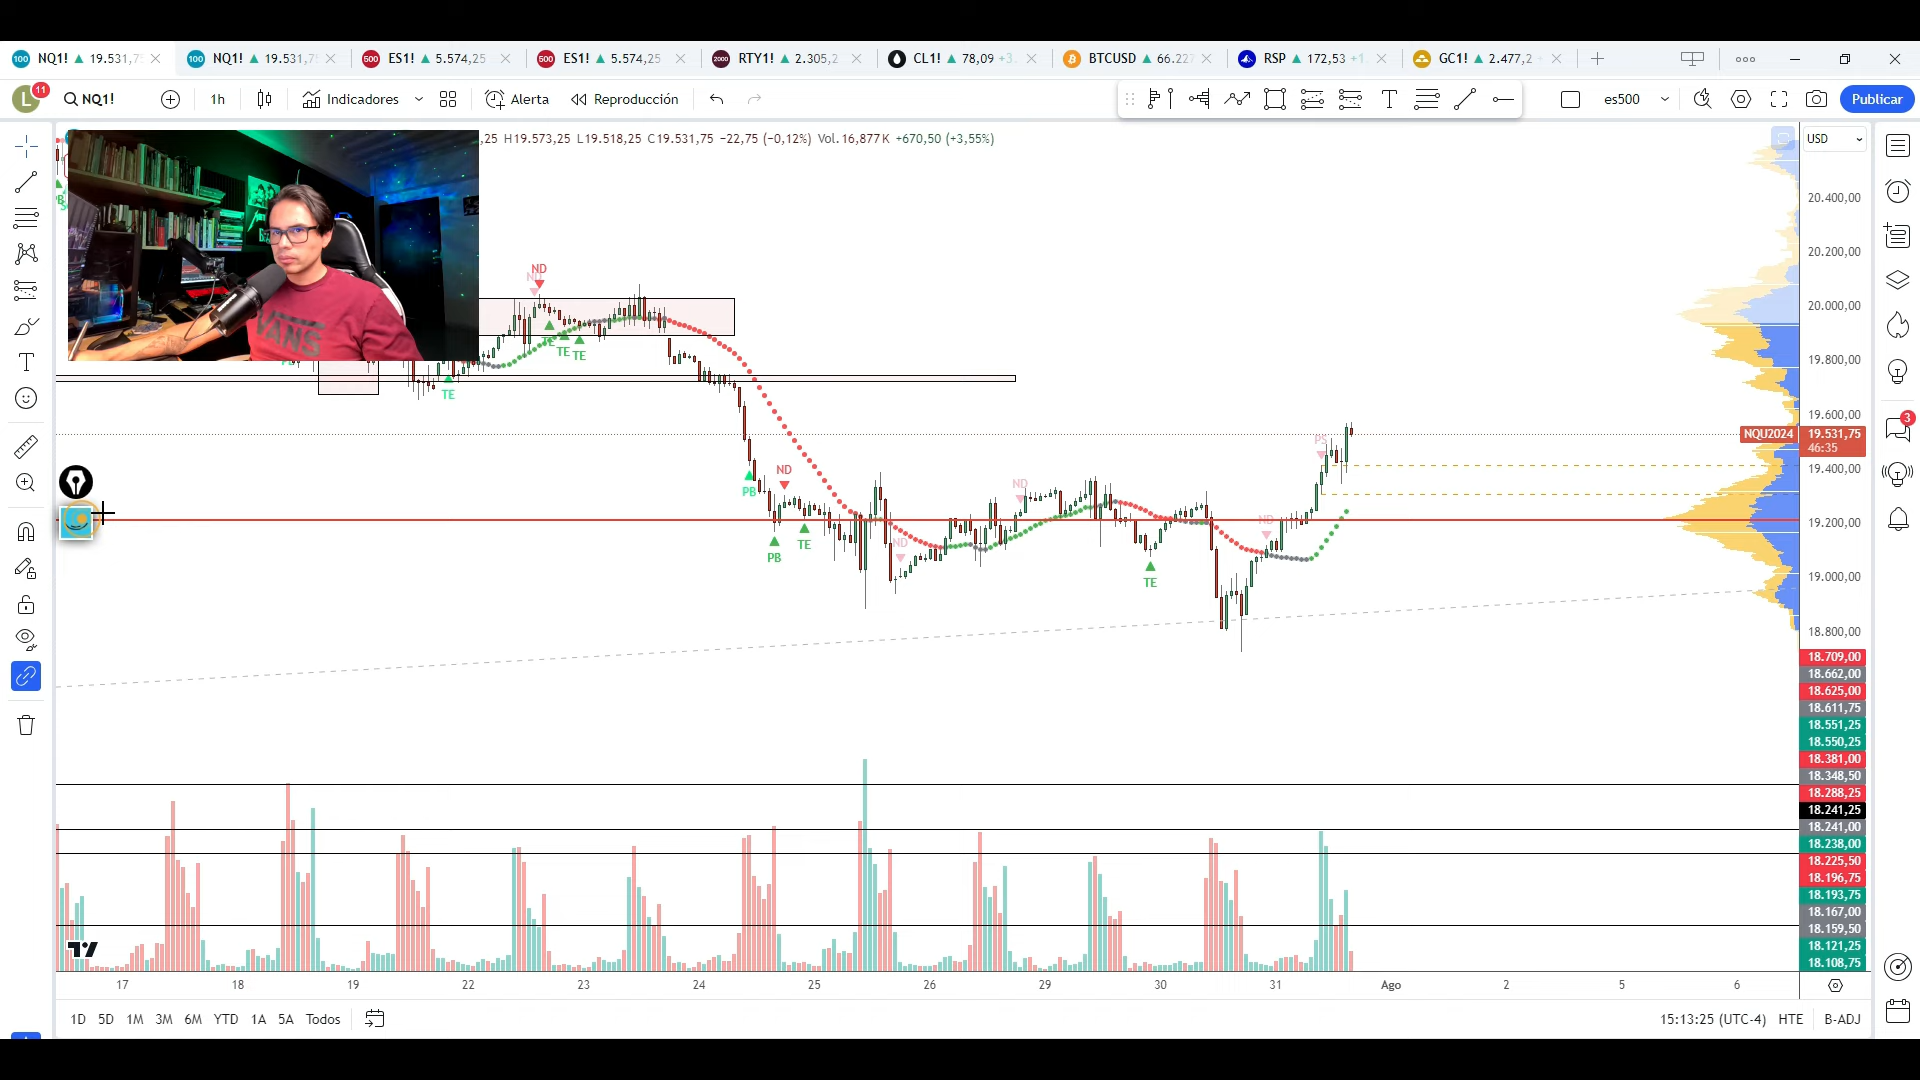 NQ1! 19.531,7
NQ1! 19.531,7
ES1! 5.574,25
ES1! 5.574,25
RTY1! 2.305,2
CL1! 78,09 +3.
BTCUSD 66.22
RSP 172,53 +1
GC1! 2.477,2
L 11
NQ1!
1h
Indicadores
Alerta
Reproducción
es500
Publicar
,25 H19.573,25 L19.518,25 C19.531,75 −22,75 (−0,12%) Vol.16,877K +670,50 (+3,55%)
USD
20.400,00
20.200,00
20.000,00
19.800,00
19.600,00
NQU2024 19.531,75
46:35
19.400,00
19.200,00
19.000,00
18.800,00
18.709,00
18.662,00
18.625,00
18.611,75
18.551,25
18.550,25
18.381,00
18.348,50
18.288,25
18.241,25
18.241,00
18.238,00
18.225,50
18.196,75
18.193,75
18.167,00
18.159,50
18.121,25
18.108,75
VANS
ND
TE
TE
TE
TE
PB
ND
PB
TE
ND
ND
TE
ND
PS
3
17 18 19 22 23 24 25 26 29 30 31 Ago 2 5 6
1D 5D 1M 3M 6M YTD 1A 5A Todos
15:13:25 (UTC-4) HTE B-ADJ